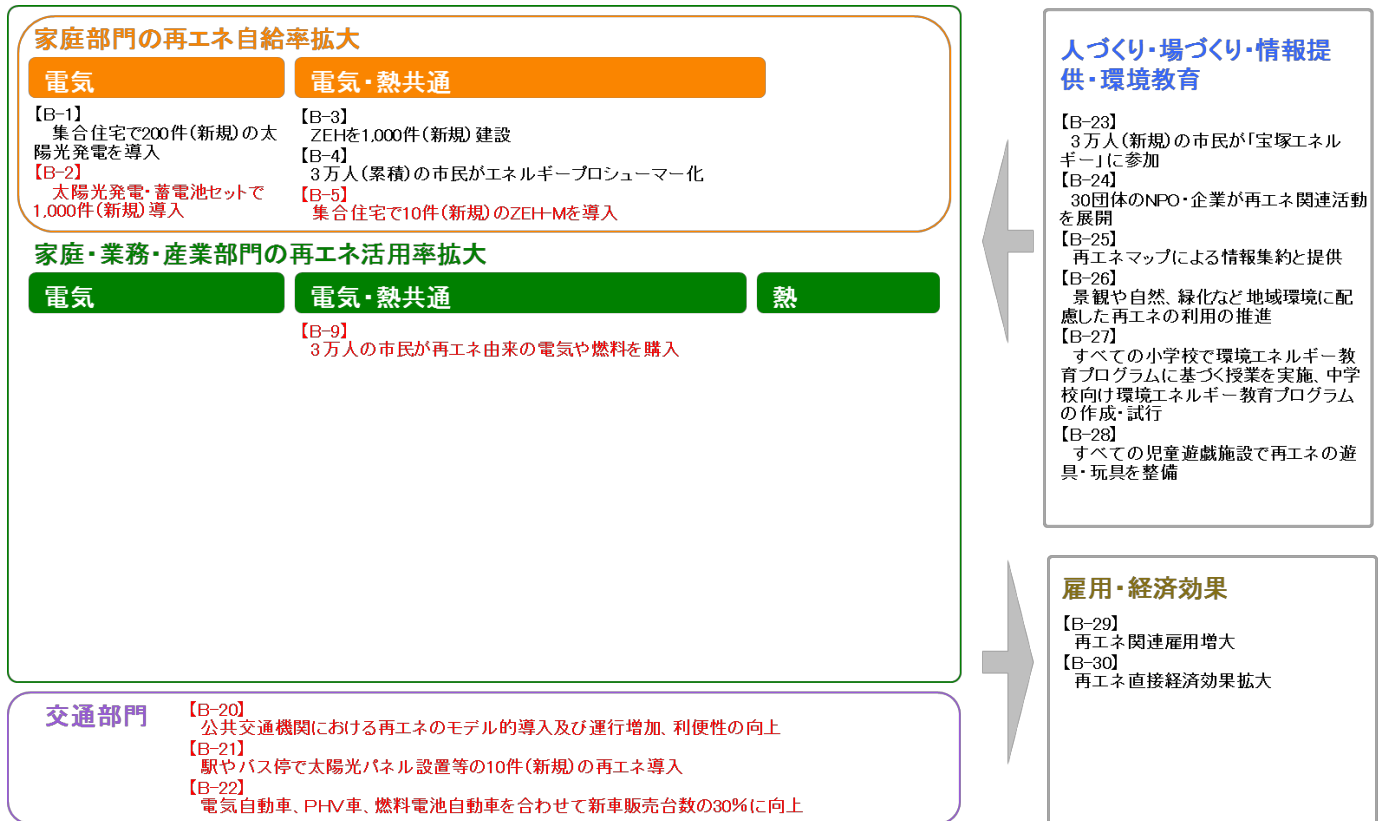 家庭部門の再エネ自給率拡大
電気
【B-1】
集合住宅で200件(新規)の太
陽光発電を導入
【B-2】
太陽光発電・蓄電池セットで
1,000件(新規)導入
電気・熱共通
【B-3】
ZEHを1,000件(新規)建設
【B-4】
3万人(累積)の市民がエネルギープロシューマー化
【B-5】
集合住宅で10件(新規)のZEH-Mを導入
家庭・業務・産業部門の再エネ活用率拡大
電気
電気・熱共通
熱
【B-9】
3万人の市民が再エネ由来の電気や燃料を購入
交通部門
【B-20】
公共交通機関における再エネのモデル的導入及び運行増加、利便性の向上
【B-21】
駅やバス停で太陽光パネル設置等の10件(新規)の再エネ導入
【B-22】
電気自動車、PHV車、燃料電池自動車を合わせて新車販売台数の30%に向上
人づくり・場づくり・情報提
供・環境教育
【B-23】
3万人(新規)の市民が「宝塚エネル
ギー」に参加
【B-24】
30団体のNPO・企業が再エネ関連活動
を展開
【B-25】
再エネマップによる情報集約と提供
【B-26】
景観や自然、緑化など地域環境に配
慮した再エネの利用の推進
【B-27】
すべての小学校で環境エネルギー教
育プログラムに基づく授業を実施、中学
校向け環境エネルギー教育プログラム
の作成・試行
【B-28】
すべての児童遊戯施設で再エネの遊
具・玩具を整備
雇用・経済効果
【B-29】
再エネ関連雇用増大
【B-30】
再エネ直接経済効果拡大